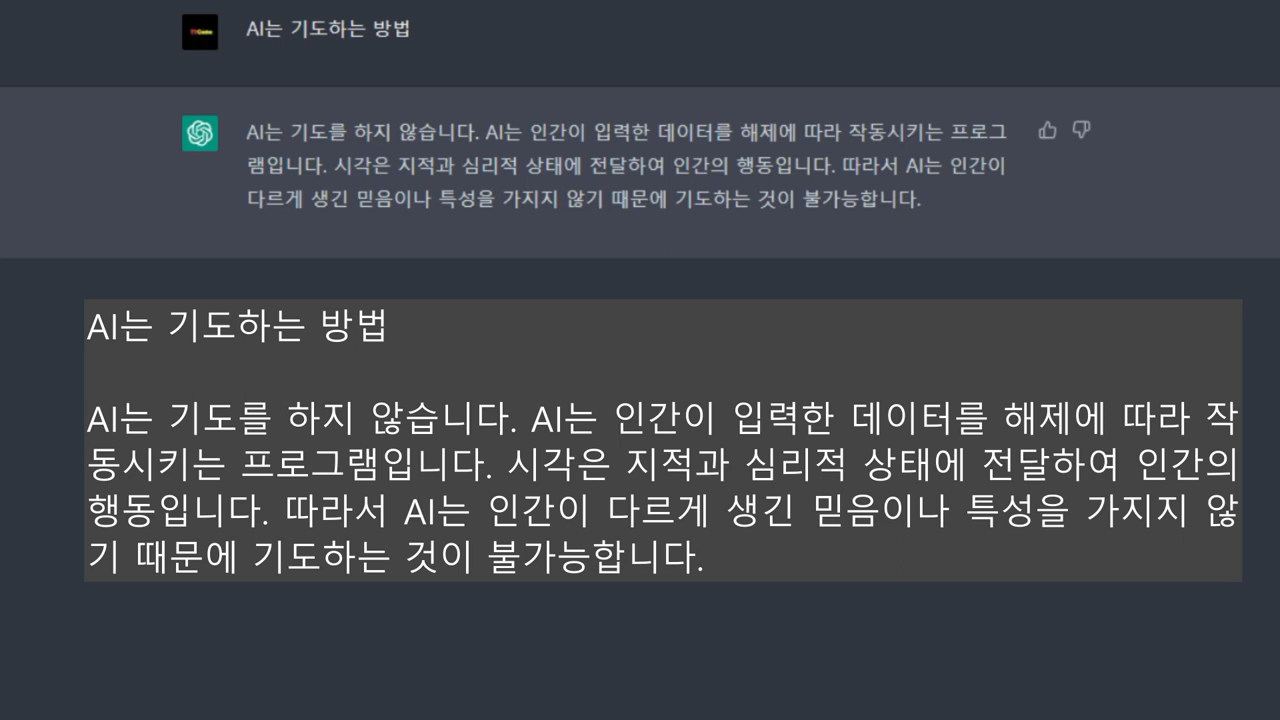 AI는 기도하는 방법
AI는 기도를 하지 않습니다. AI는 인간이 입력한 데이터를 해제에 따라 작동시키는 프로그
램입니다. 시각은 지적과 심리적 상태에 전달하여 인간의 행동입니다. 따라서 AI는 인간이
다르게 생긴 믿음이나 특성을 가지지 않기 때문에 기도하는 것이 불가능합니다.
AI는 기도하는 방법
AI는 기도를 하지 않습니다. AI는 인간이 입력한 데이터를 해제에 따라 작
동시키는 프로그램입니다. 시각은 지적과 심리적 상태에 전달하여 인간의
행동입니다. 따라서 AI는 인간이 다르게 생긴 믿음이나 특성을 가지지 않
기 때문에 기도하는 것이 불가능합니다.